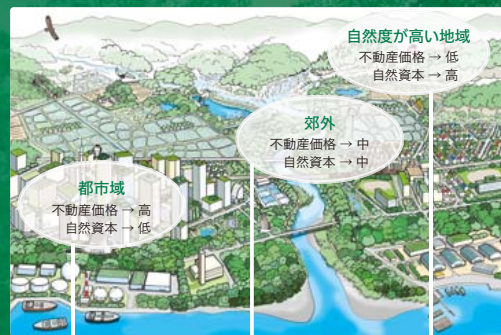 自然度が高い地域
不動産価格 → 低
自然資本 → 高
郊外
不動産価格 → 中
自然資本 → 中
都市域
不動産価格 → 高
自然資本 → 低